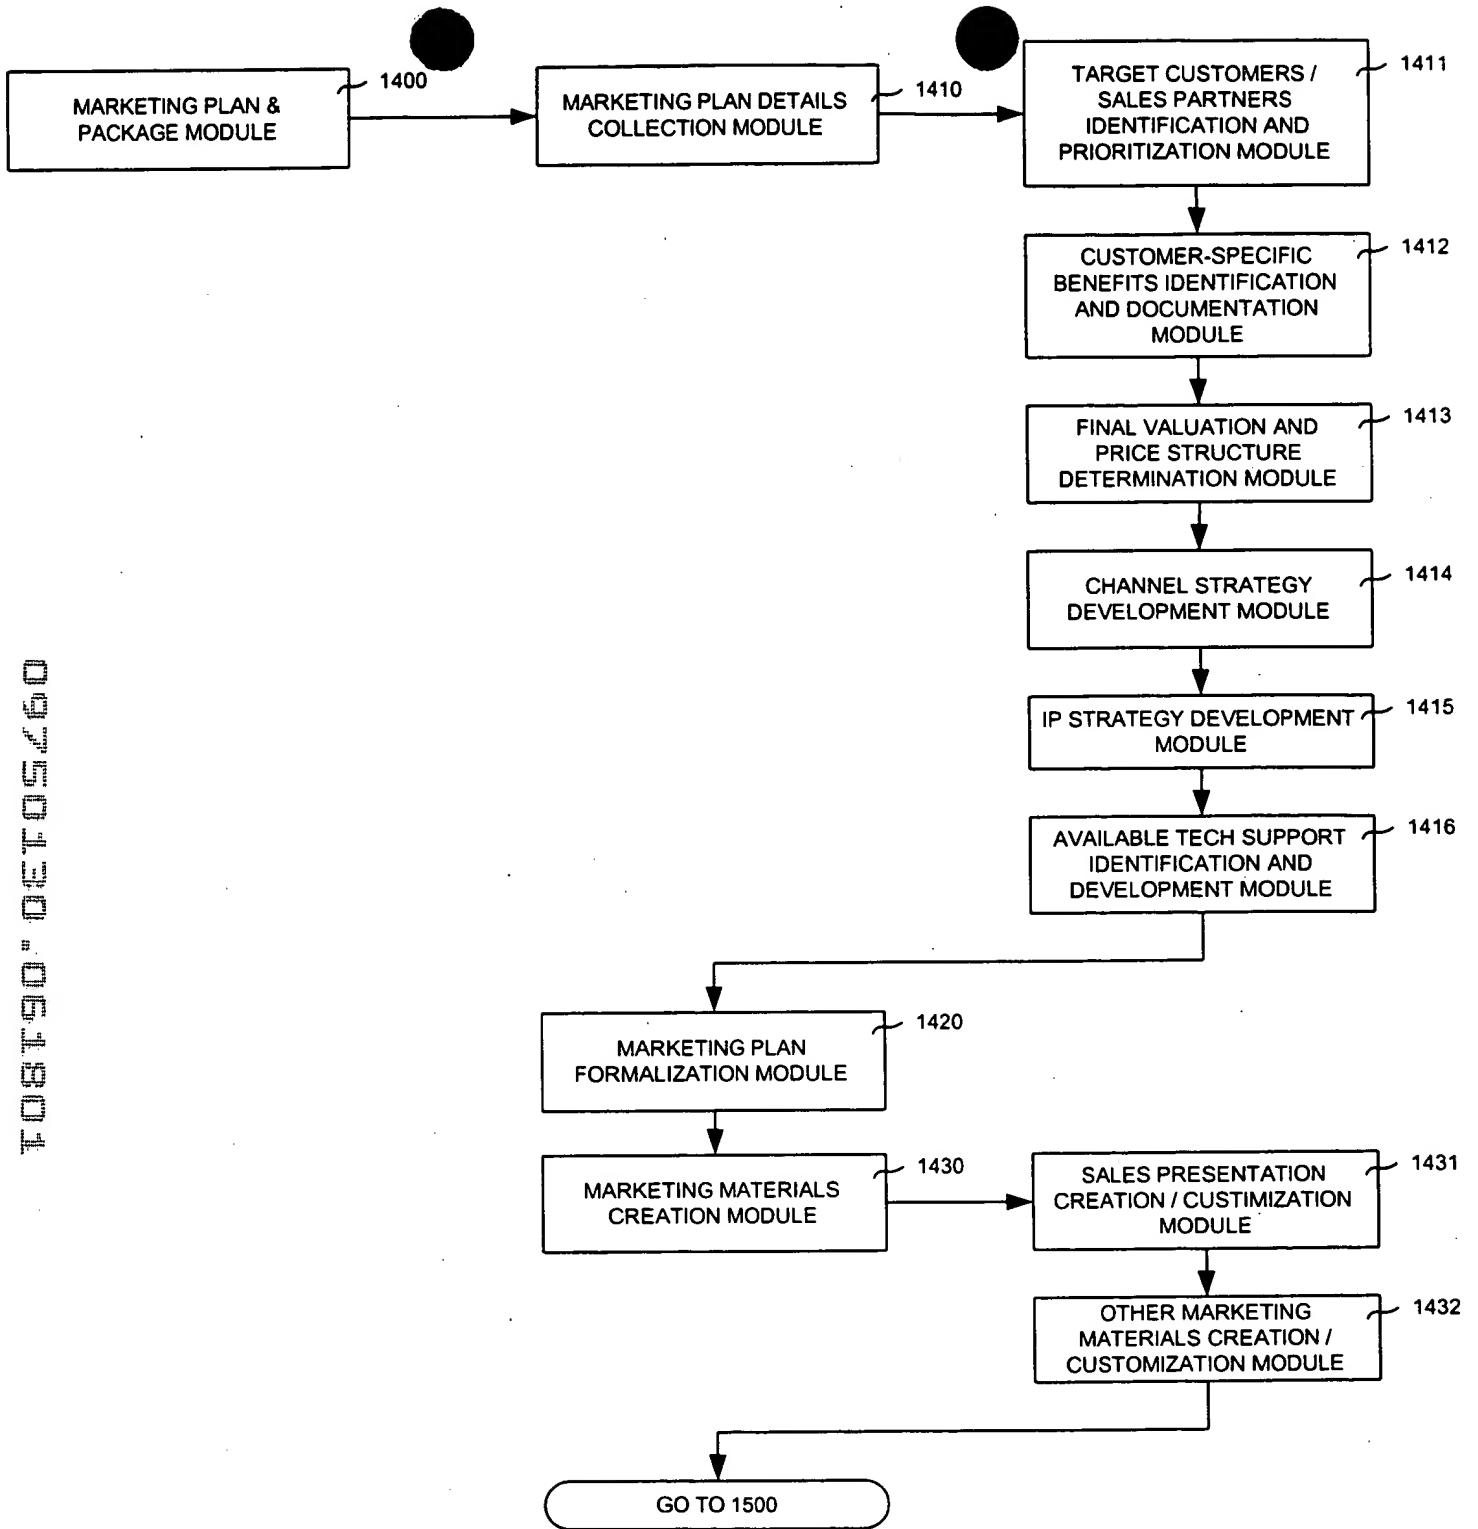 MARKETING PLAN &
PACKAGE MODULE
1400
MARKETING PLAN DETAILS
COLLECTION MODULE
1410
TARGET CUSTOMERS /
SALES PARTNERS
IDENTIFICATION AND
PRIORITIZATION MODULE
1411
CUSTOMER-SPECIFIC
BENEFITS IDENTIFICATION
AND DOCUMENTATION
MODULE
1412
FINAL VALUATION AND
PRICE STRUCTURE
DETERMINATION MODULE
1413
CHANNEL STRATEGY
DEVELOPMENT MODULE
1414
IP STRATEGY DEVELOPMENT
MODULE
1415
AVAILABLE TECH SUPPORT
IDENTIFICATION AND
DEVELOPMENT MODULE
1416
MARKETING PLAN
FORMALIZATION MODULE
1420
MARKETING MATERIALS
CREATION MODULE
1430
SALES PRESENTATION
CREATION / CUSTIMIZATION
MODULE
1431
OTHER MARKETING
MATERIALS CREATION /
CUSTOMIZATION MODULE
1432
GO TO 1500
09750130.061801